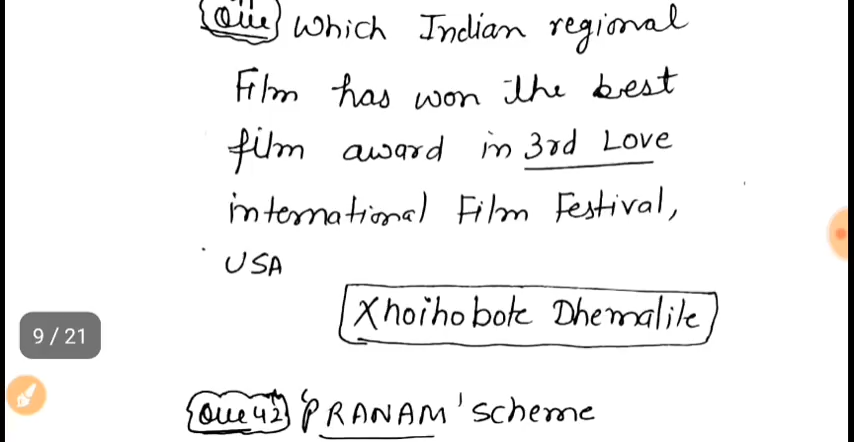 Que Which Indian regional
Film has won the best
film award in 3rd Love
international Film Festival,
USA
Xhoihobote Dhemalite
9 / 21
Que 42 'PRANAM' scheme